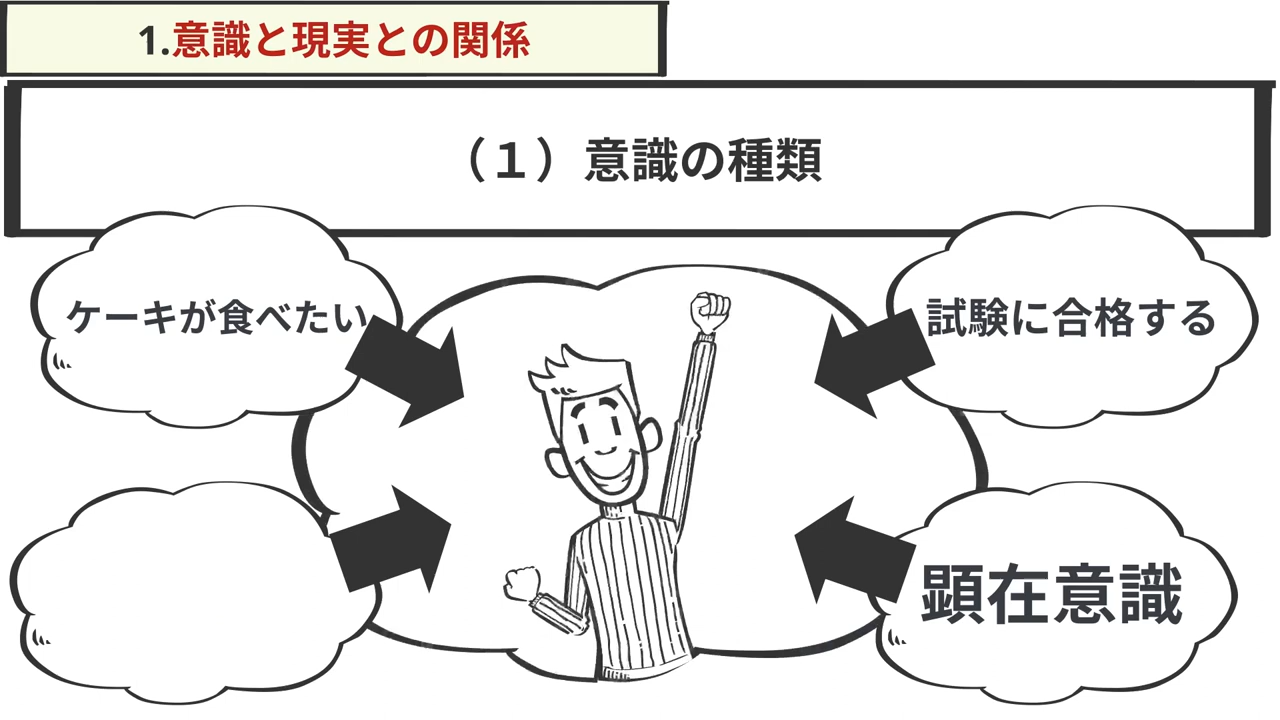 1.意識と現実との関係
（１）意識の種類
ケーキが食べたい
試験に合格する
顕在意識